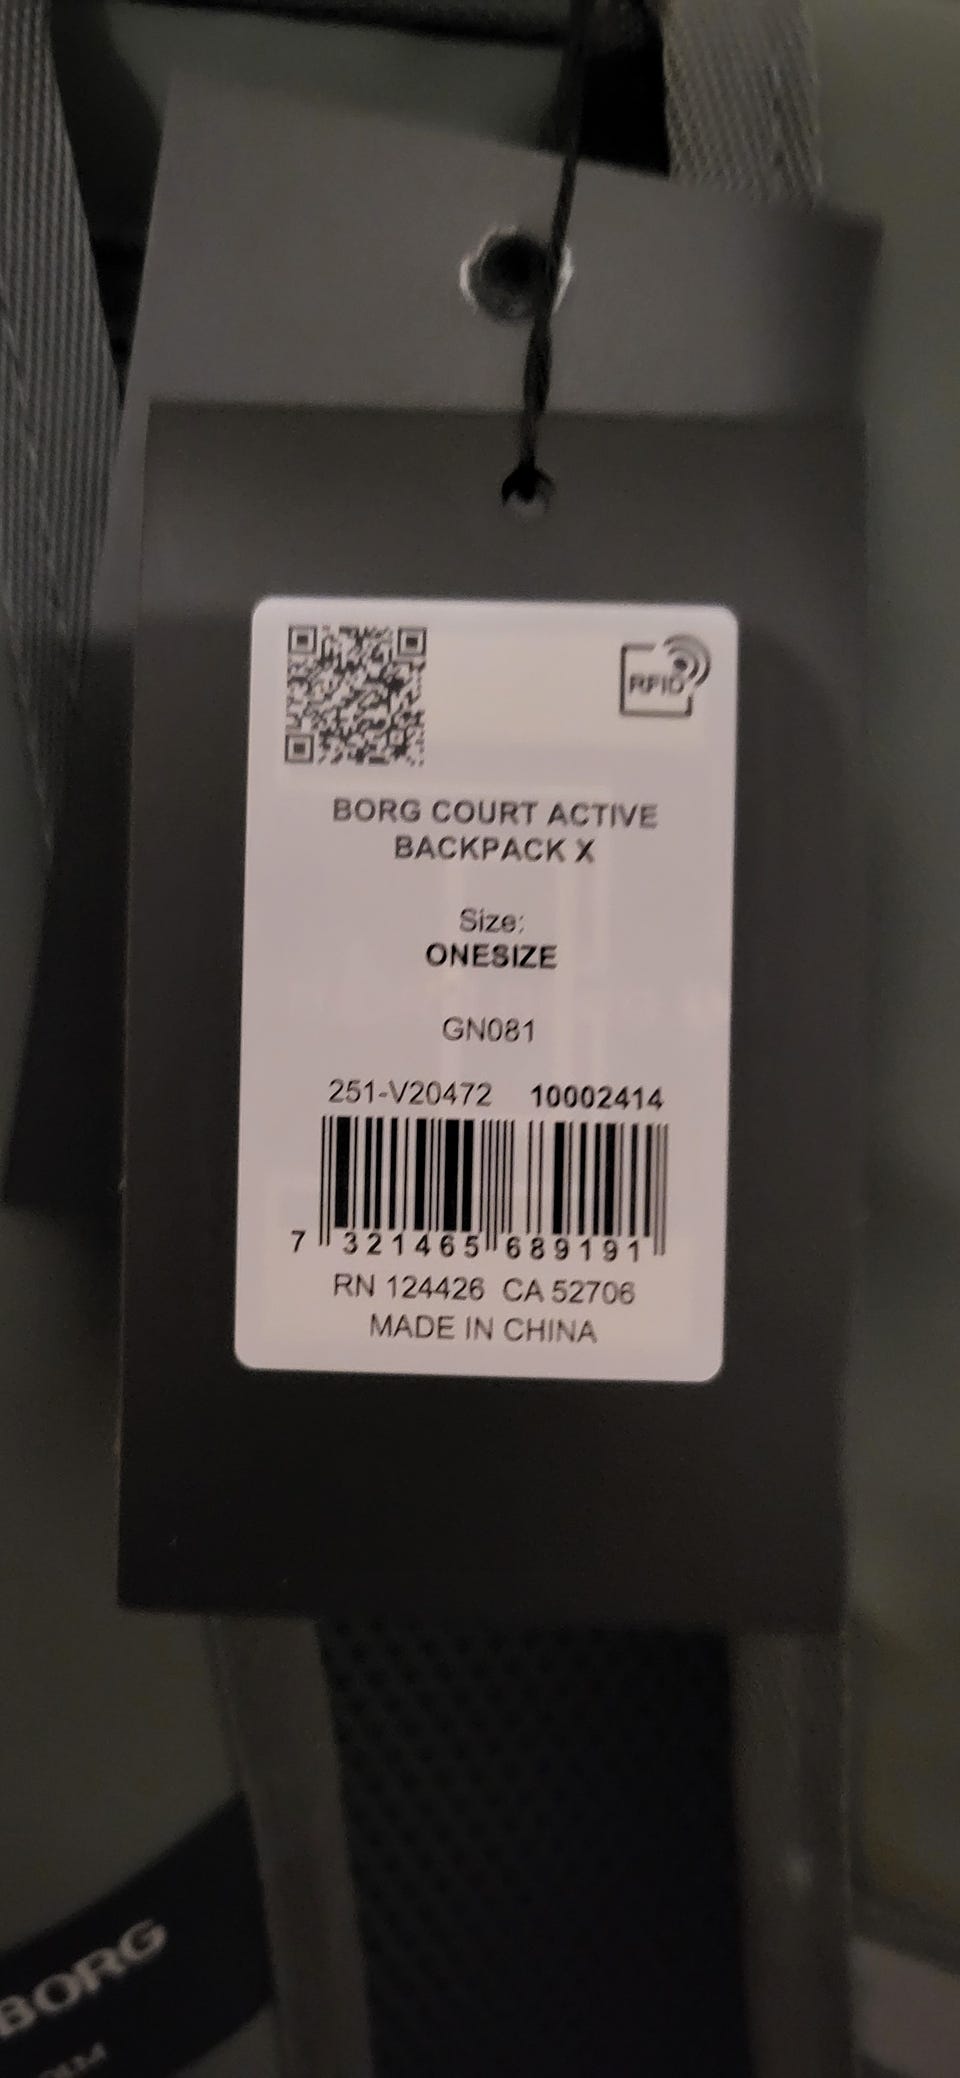 RFID
BORG COURT ACTIVE
BACKPACK X
Size:
ONESIZE
GN081
251-V20472 10002414
7 321465 689191
RN 124426 CA 52706
MADE IN CHINA
BORG